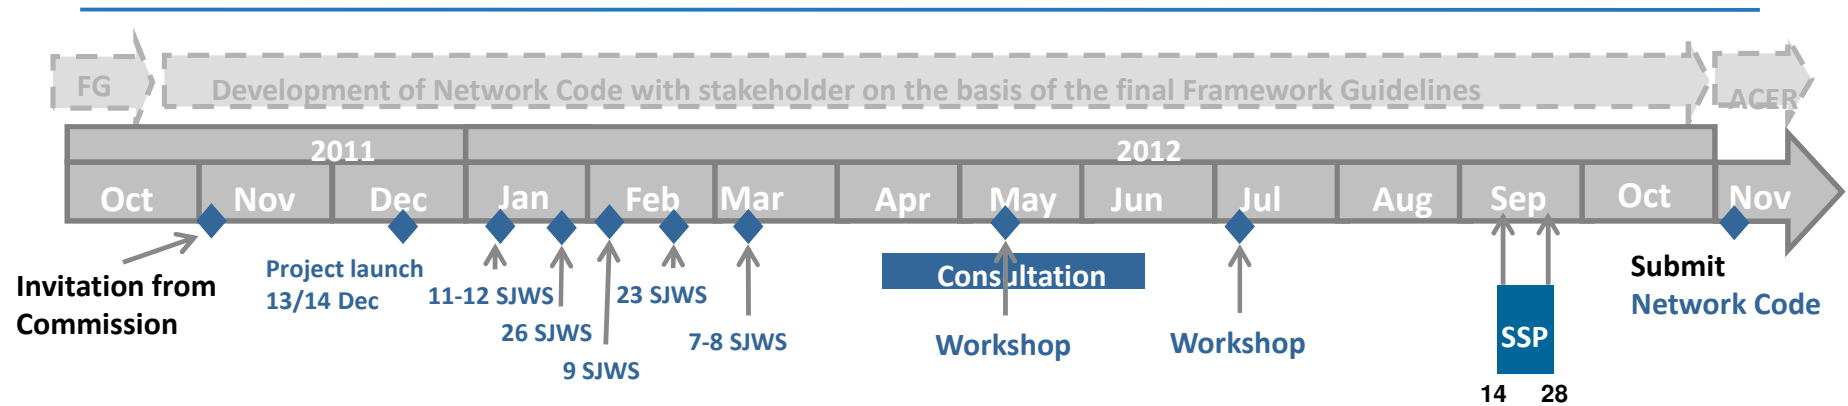 FG
Development of Network Code with stakeholder on the basis of the final Framework Guidelines
ACER
2011
2012
Oct
Nov
Dec
Jan
Feb
Mar
Apr
May
Jun
Jul
Aug
Sep
Oct
Nov
Invitation from
Commission
Project launch
13/14 Dec
11-12 SJWS
26 SJWS
9 SJWS
23 SJWS
7-8 SJWS
Consultation
Workshop
Workshop
SSP
14
28
Submit
Network Code